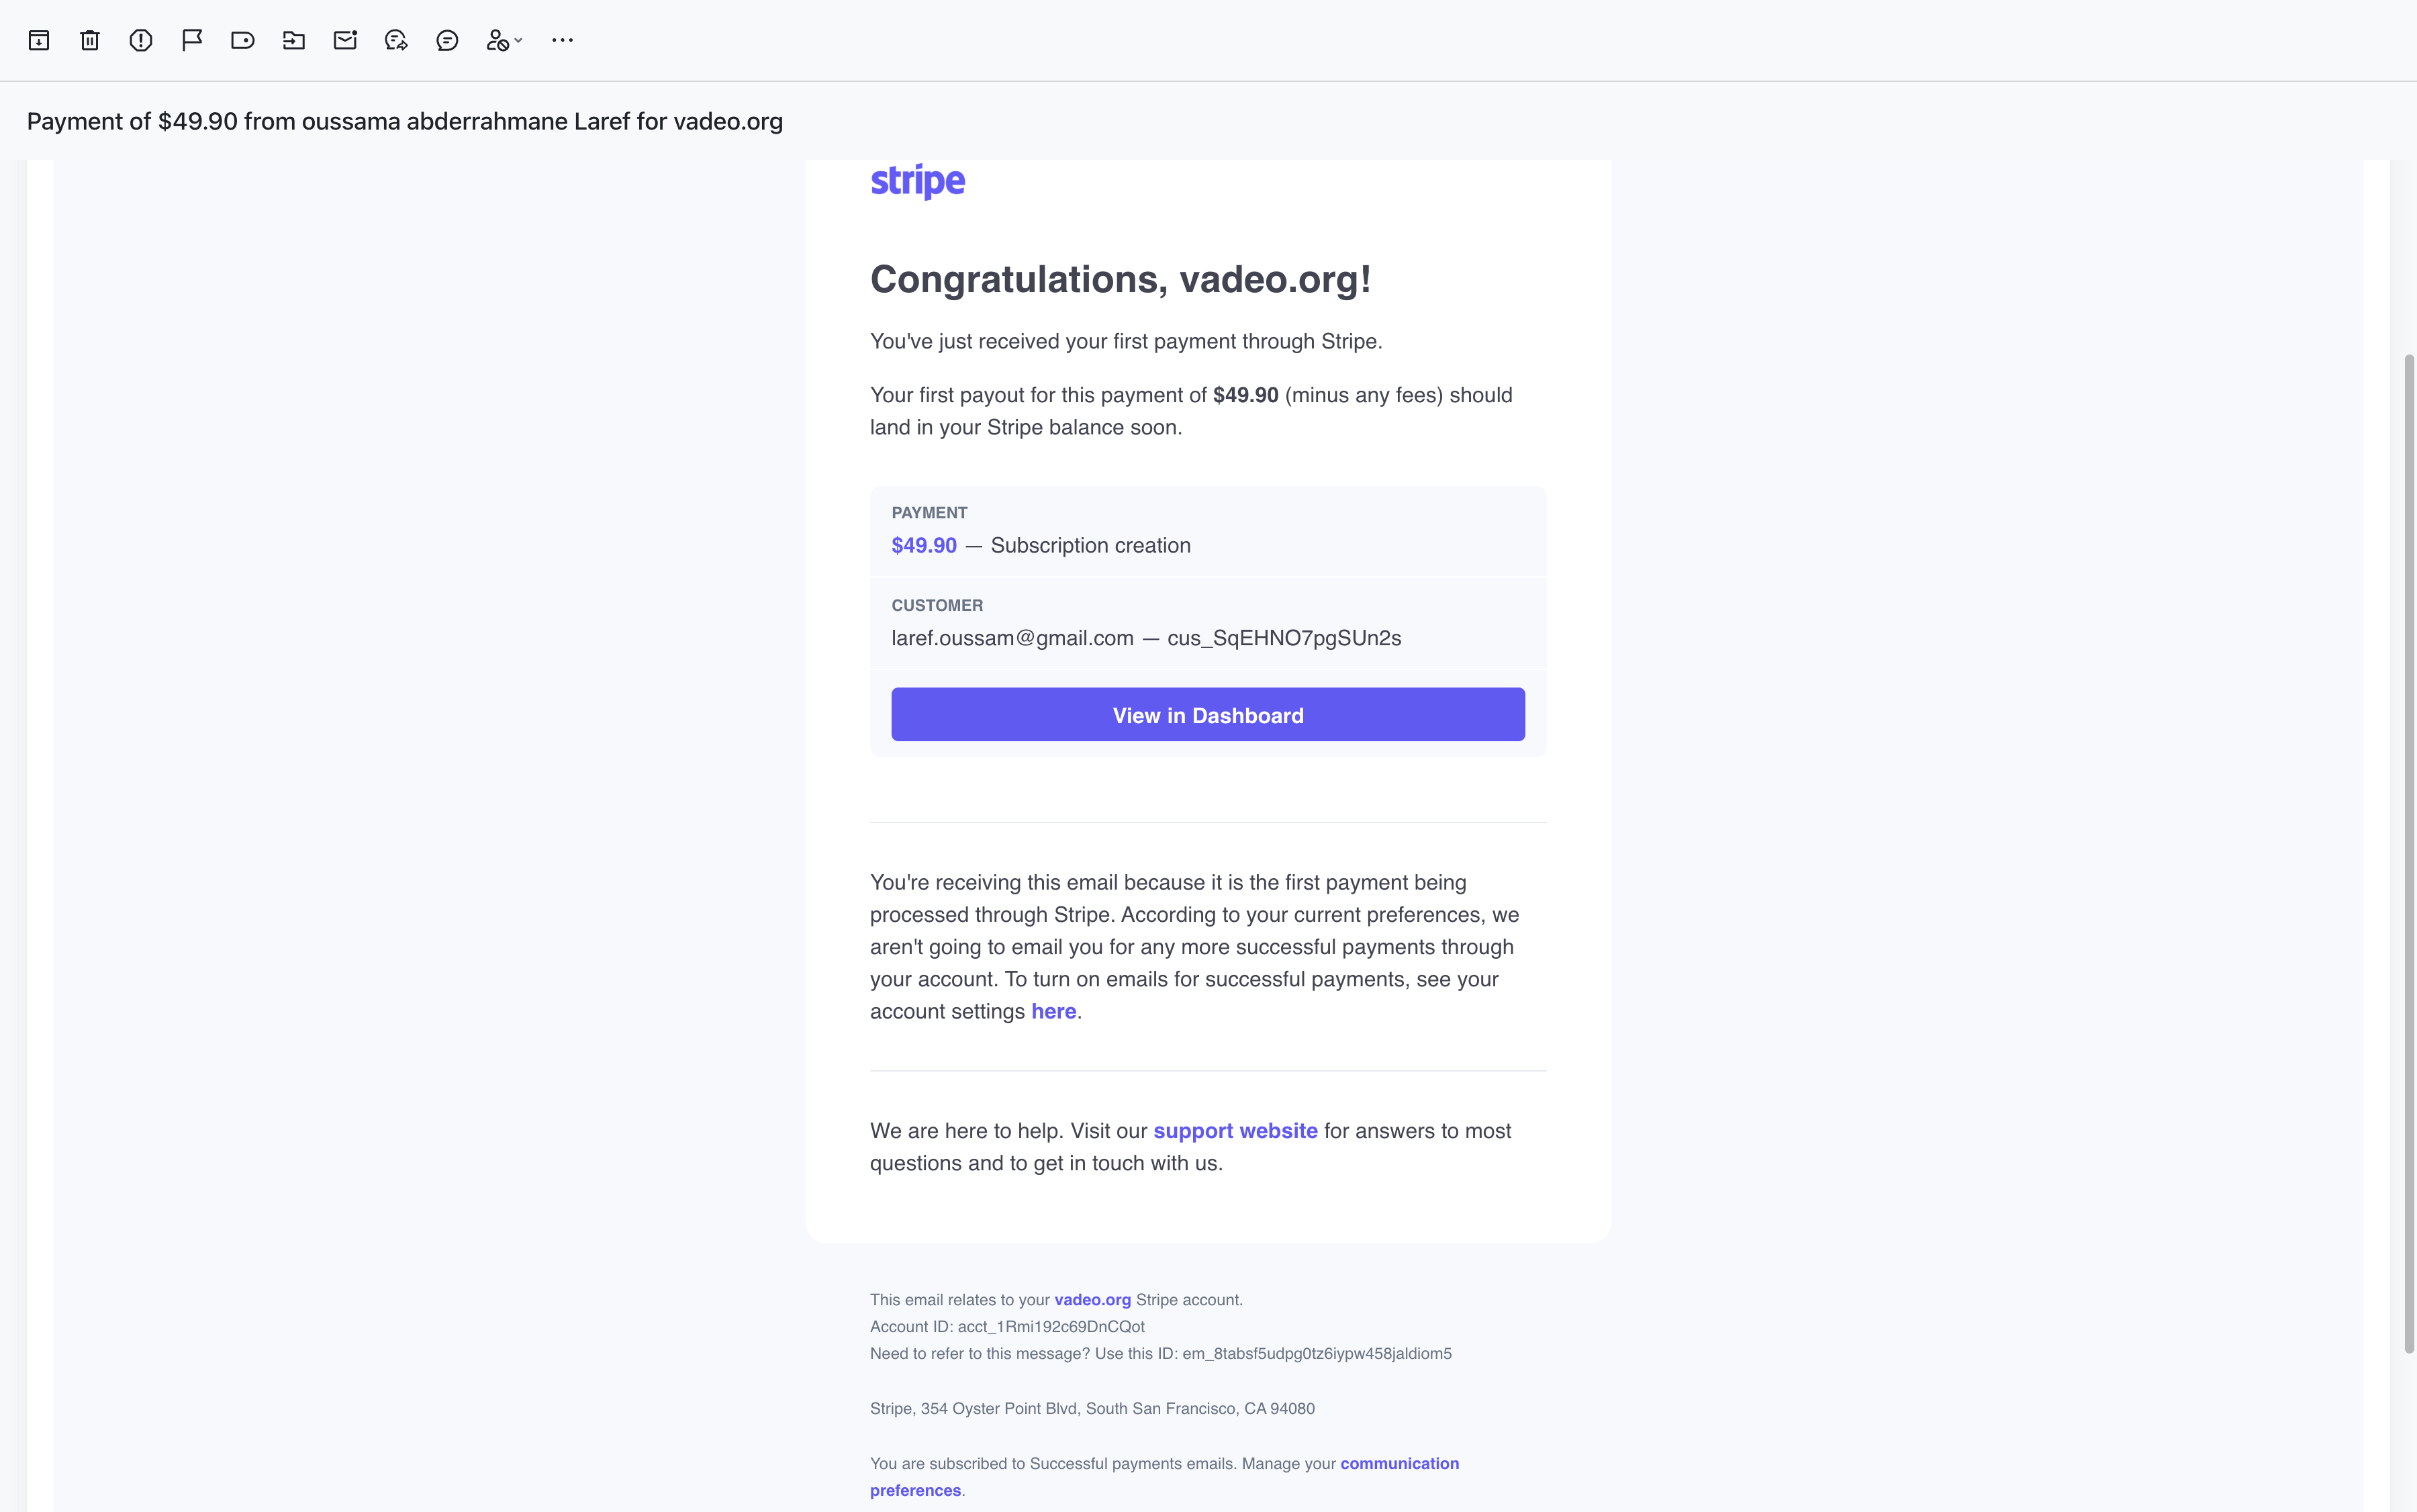 Payment of $49.90 from oussama abderrahmane Laref for vadeo.org
stripe
Congratulations, vadeo.org!
You've just received your first payment through Stripe.
Your first payout for this payment of $49.90 (minus any fees) should
land in your Stripe balance soon.
PAYMENT
$49.90 — Subscription creation
CUSTOMER
laref.oussam@gmail.com — cus_SqEHNO7pgSUn2s
View in Dashboard
You're receiving this email because it is the first payment being
processed through Stripe. According to your current preferences, we
aren't going to email you for any more successful payments through
your account. To turn on emails for successful payments, see your
account settings here.
We are here to help. Visit our support website for answers to most
questions and to get in touch with us.
This email relates to your vadeo.org Stripe account.
Account ID: acct_1Rmi192c69DnCQot
Need to refer to this message? Use this ID: em_8tabsf5udpg0tz6iypw458jaldiom5
Stripe, 354 Oyster Point Blvd, South San Francisco, CA 94080
You are subscribed to Successful payments emails. Manage your communication
preferences.